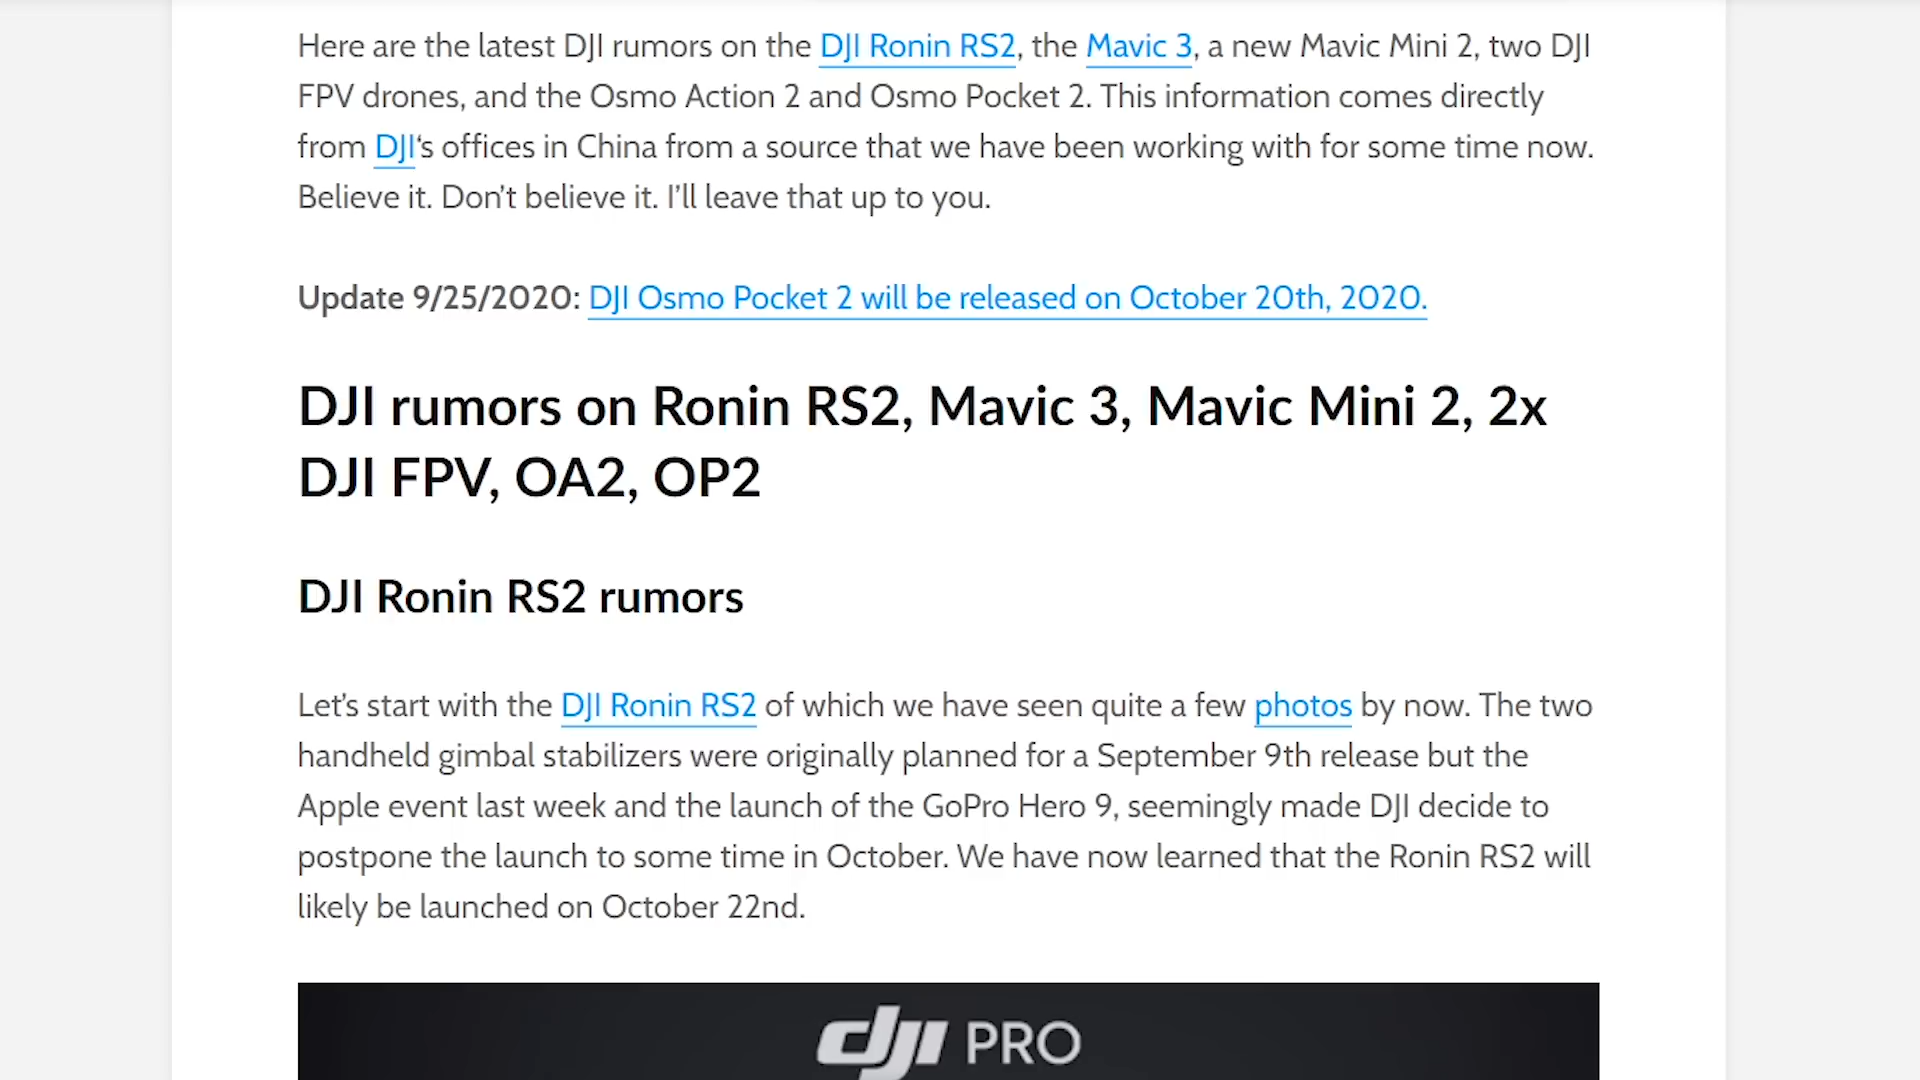 Here are the latest DJI rumors on the DJI Ronin RS2, the Mavic 3, a new Mavic Mini 2, two DJI
FPV drones, and the Osmo Action 2 and Osmo Pocket 2. This information comes directly
from DJI‘s offices in China from a source that we have been working with for some time now.
Believe it. Don’t believe it. I’ll leave that up to you.
Update 9/25/2020: DJI Osmo Pocket 2 will be released on October 20th, 2020.
DJI rumors on Ronin RS2, Mavic 3, Mavic Mini 2, 2x
DJI FPV, OA2, OP2
DJI Ronin RS2 rumors
Let’s start with the DJI Ronin RS2 of which we have seen quite a few photos by now. The two
handheld gimbal stabilizers were originally planned for a September 9th release but the
Apple event last week and the launch of the GoPro Hero 9, seemingly made DJI decide to
postpone the launch to some time in October. We have now learned that the Ronin RS2 will
likely be launched on October 22nd.
dji PRO